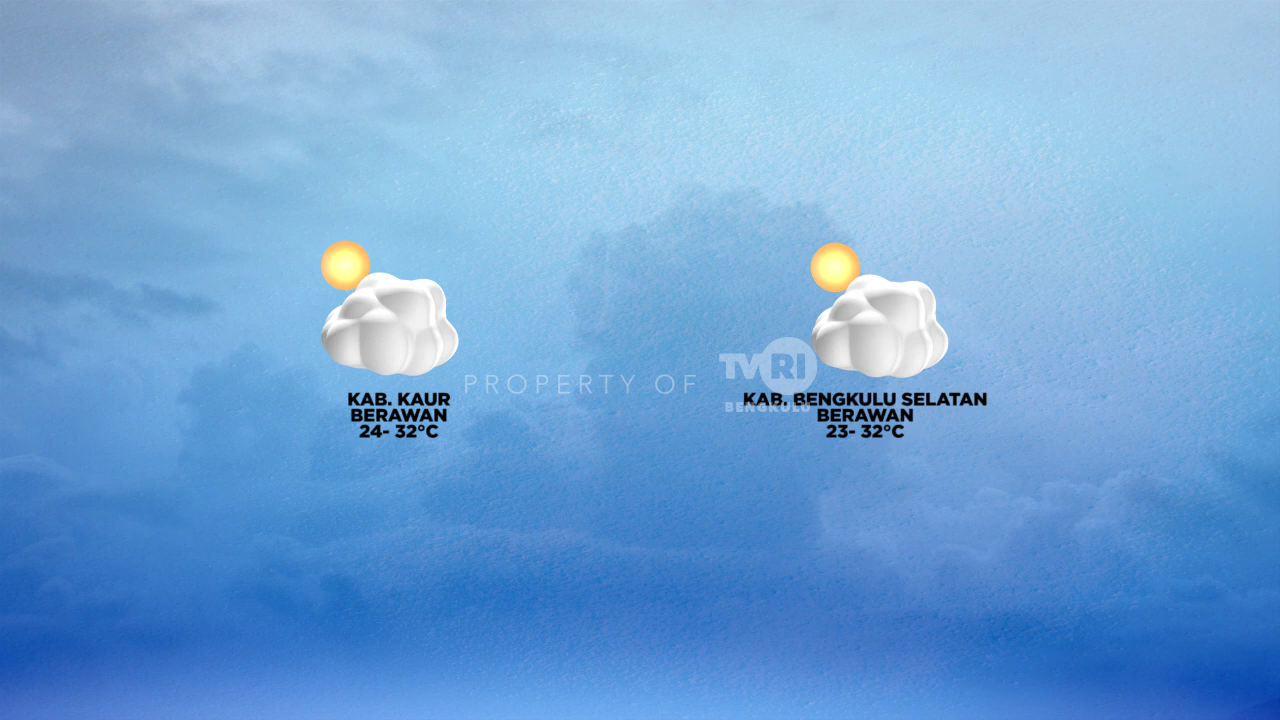 KAB. KAUR
BERAWAN
24- 32°C
PROPERTY OF
TVRI
BENGKULU
KAB. BENGKULU SELATAN
BERAWAN
23- 32°C